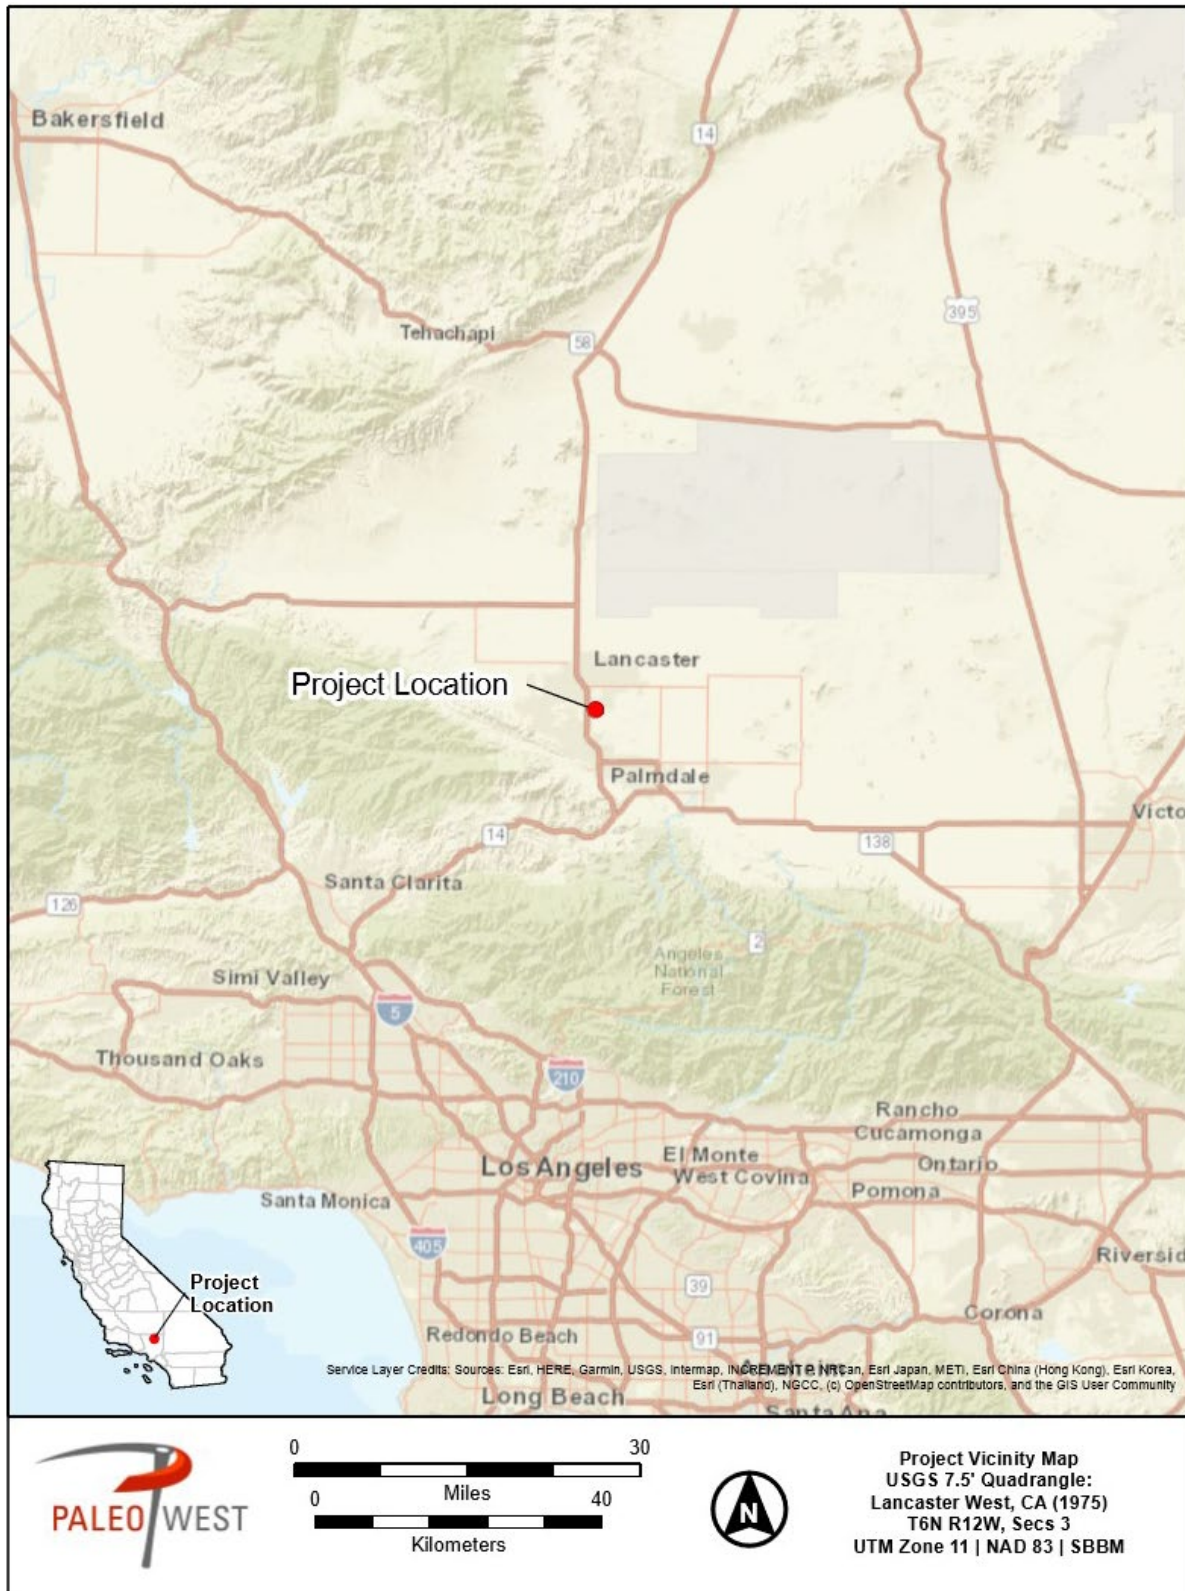 Bakersfield
14
395
Tehachapi
58
Lancaster
Project Location
Palmdale
Victo
14
138
Santa Clarita
126
2
Angeles
National
Forest
Simi Valley
5
Thousand Oaks
210
Rancho
Cucamonga
El Monte
Los Angeles
West Covina
Ontario
Pomona
Santa Monica
405
Riversid
Project
Location
39
Corona
Redondo Beach
91
Anaheim
Service Layer Credits: Sources: Esri, HERE, Garmin, USGS, Intermap, INCREMENT P, NRCan, Esri Japan, METI, Esri China (Hong Kong), Esri Korea,
Esri (Thailand), NGCC, (c) OpenStreetMap contributors, and the GIS User Community
Long Beach
Santa Ana
0 30
Miles
0 40
Kilometers
PALEO WEST
N
Project Vicinity Map
USGS 7.5' Quadrangle:
Lancaster West, CA (1975)
T6N R12W, Secs 3
UTM Zone 11 | NAD 83 | SBBM